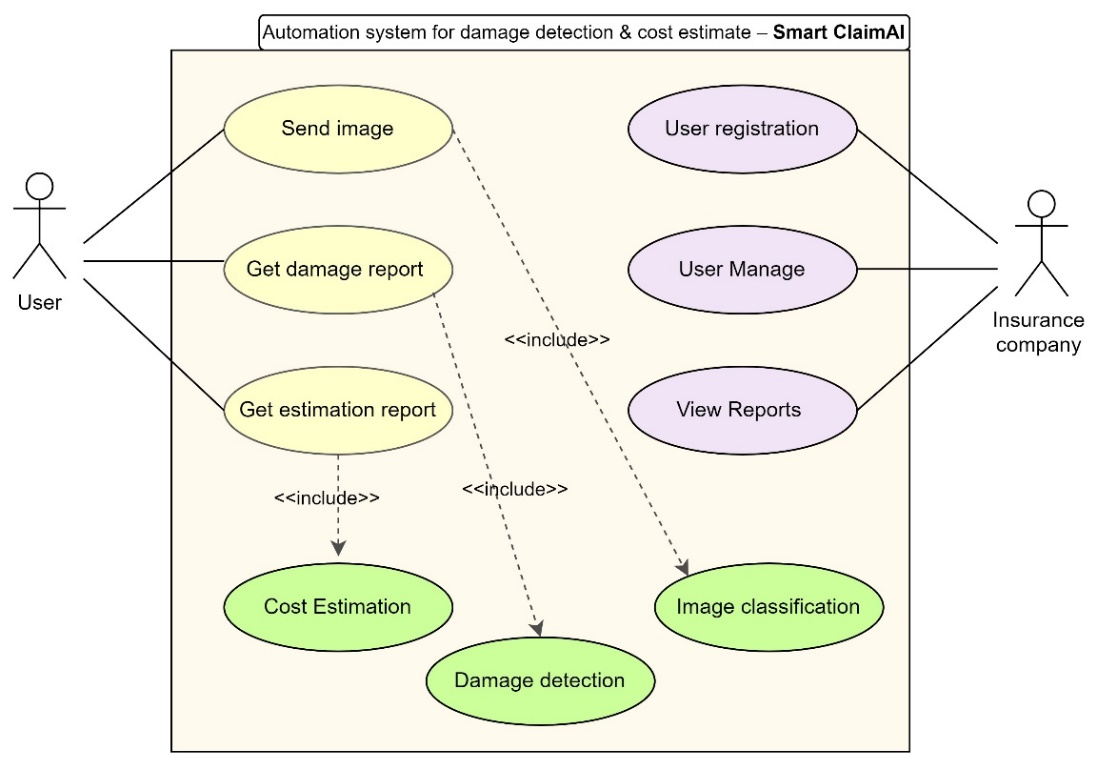 Automation system for damage detection & cost estimate – Smart ClaimAI
Send image
User registration
Get damage report
User Manage
User
Insurance
company
<<include>>
Get estimation report
View Reports
<<include>>
<<include>>
Cost Estimation
Image classification
Damage detection